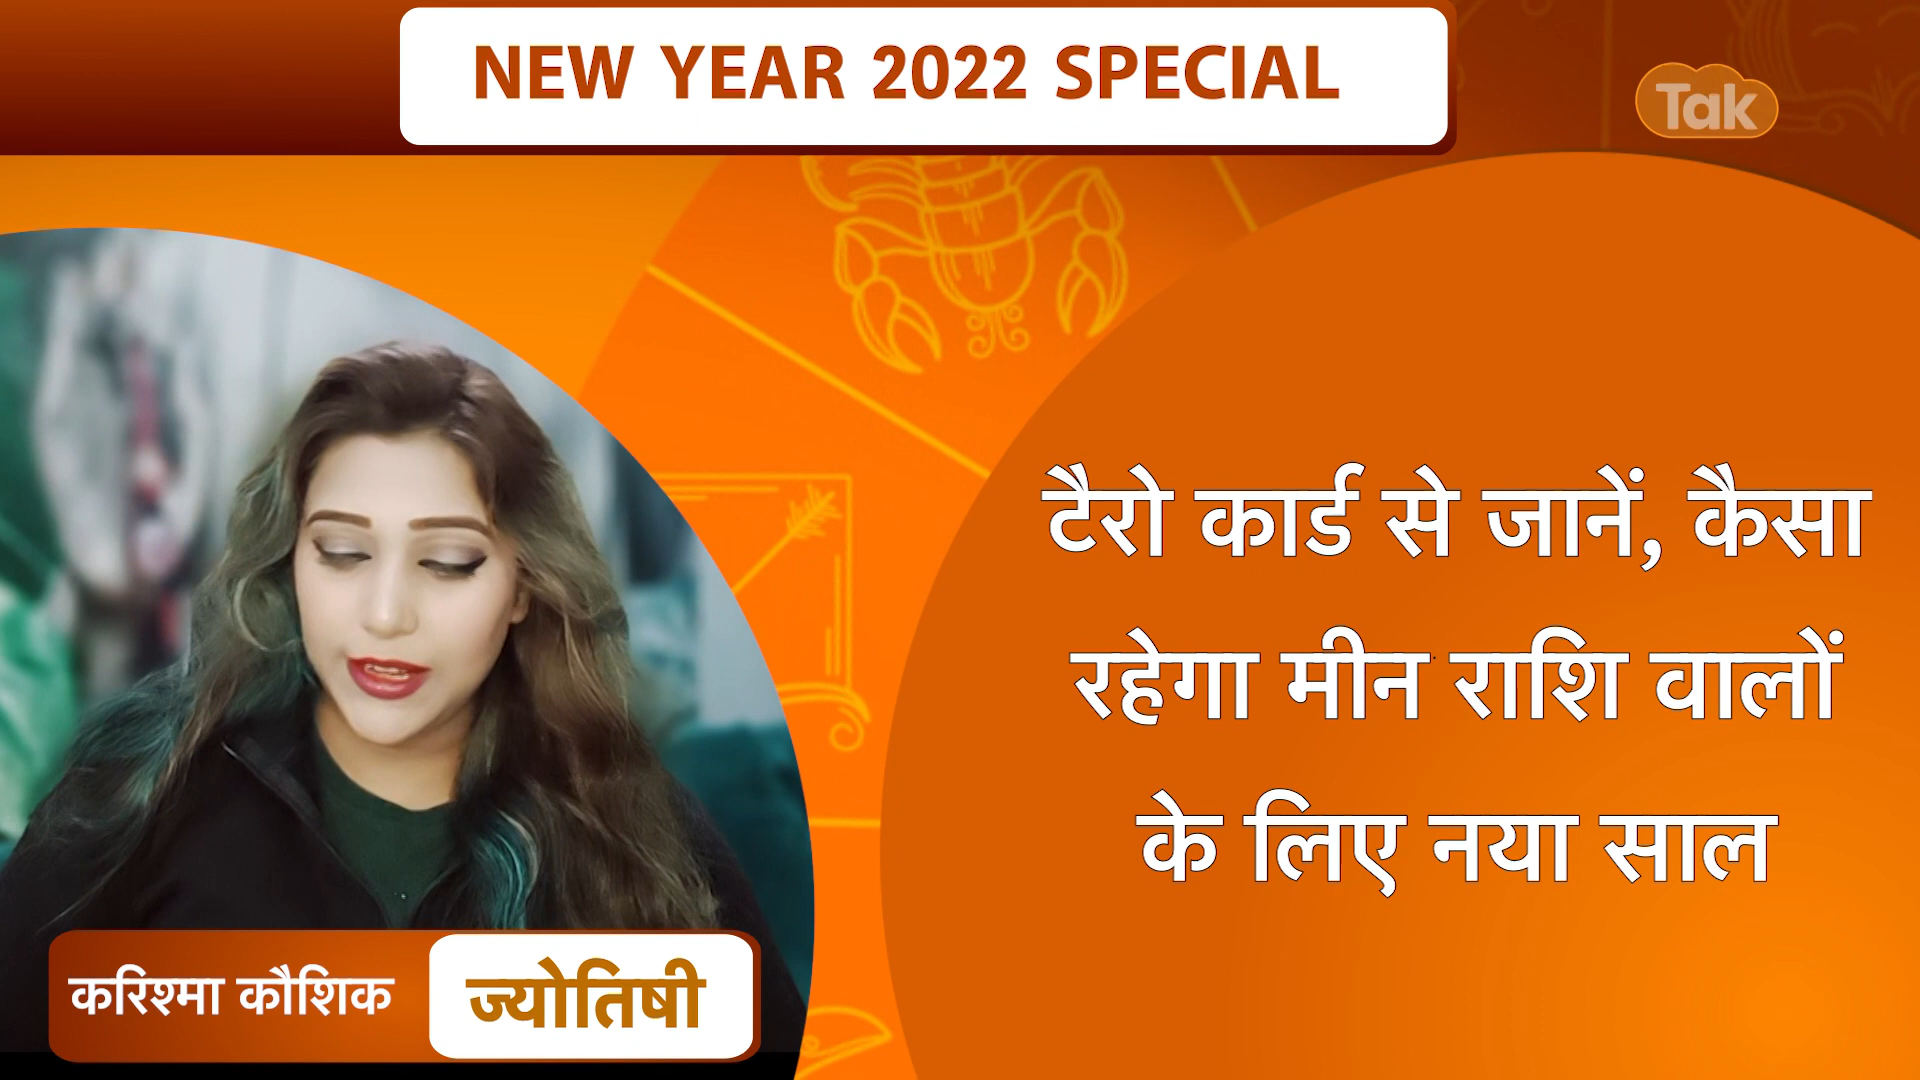 NEW YEAR 2022 SPECIAL
Tak
टैरो कार्ड से जानें, कैसा
रहेगा मीन राशि वालों
के लिए नया साल
करिश्मा कौशिक
ज्योतिषी